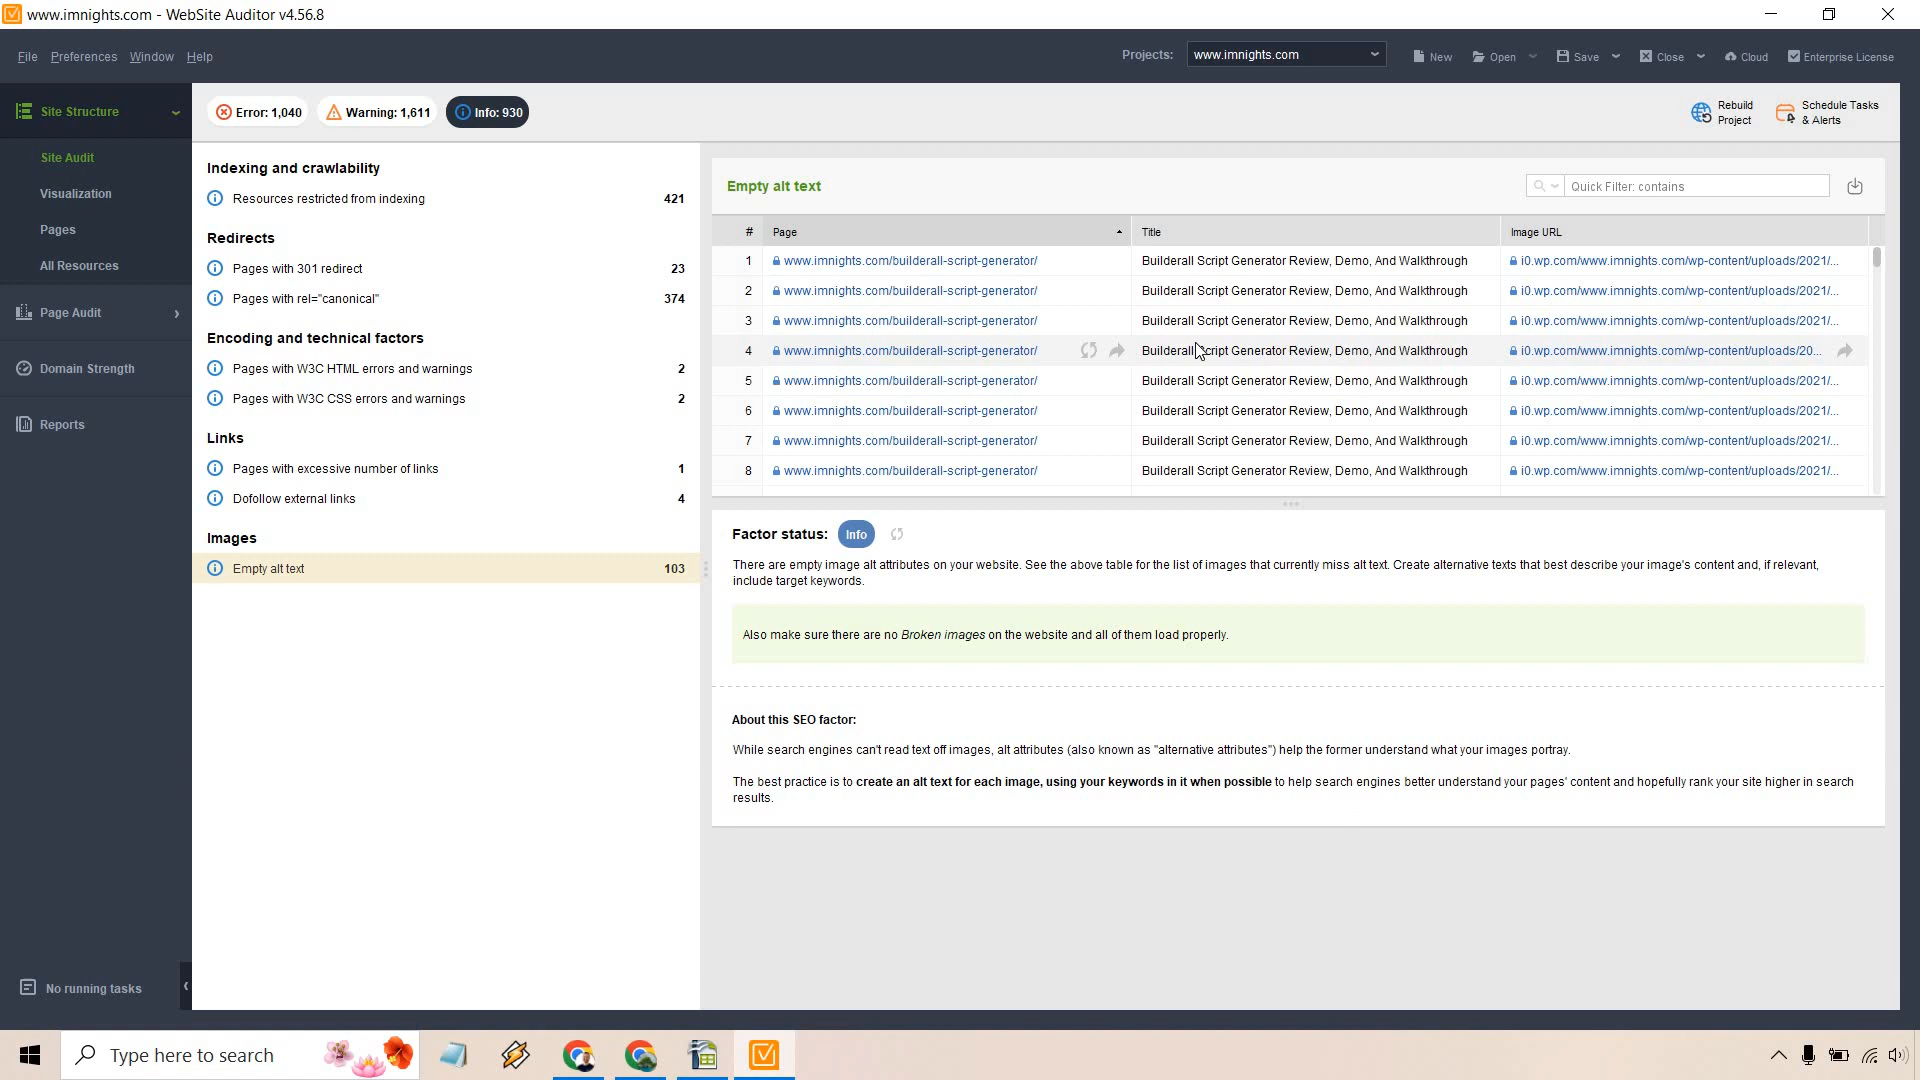 www.imnights.com - WebSite Auditor v4.56.8
File Preferences Window Help
Projects: www.imnights.com
New Open Save Close Cloud Enterprise License
Site Structure
Site Audit
Visualization
Pages
All Resources
Page Audit
Domain Strength
Reports
No running tasks
Error: 1,040 Warning: 1,611 Info: 930
Rebuild
Project
Schedule Tasks
& Alerts
Indexing and crawlability
Resources restricted from indexing 421
Redirects
Pages with 301 redirect 23
Pages with rel="canonical" 374
Encoding and technical factors
Pages with W3C HTML errors and warnings 2
Pages with W3C CSS errors and warnings 2
Links
Pages with excessive number of links 1
Dofollow external links 4
Images
Empty alt text 103
Empty alt text
Quick Filter: contains
# Page Title Image URL
1 www.imnights.com/builderall-script-generator/ Builderall Script Generator Review, Demo, And Walkthrough i0.wp.com/www.imnights.com/wp-content/uploads/2021/...
2 www.imnights.com/builderall-script-generator/ Builderall Script Generator Review, Demo, And Walkthrough i0.wp.com/www.imnights.com/wp-content/uploads/2021/...
3 www.imnights.com/builderall-script-generator/ Builderall Script Generator Review, Demo, And Walkthrough i0.wp.com/www.imnights.com/wp-content/uploads/2021/...
4 www.imnights.com/builderall-script-generator/ Builderall Script Generator Review, Demo, And Walkthrough i0.wp.com/www.imnights.com/wp-content/uploads/20...
5 www.imnights.com/builderall-script-generator/ Builderall Script Generator Review, Demo, And Walkthrough i0.wp.com/www.imnights.com/wp-content/uploads/2021/...
6 www.imnights.com/builderall-script-generator/ Builderall Script Generator Review, Demo, And Walkthrough i0.wp.com/www.imnights.com/wp-content/uploads/2021/...
7 www.imnights.com/builderall-script-generator/ Builderall Script Generator Review, Demo, And Walkthrough i0.wp.com/www.imnights.com/wp-content/uploads/2021/...
8 www.imnights.com/builderall-script-generator/ Builderall Script Generator Review, Demo, And Walkthrough i0.wp.com/www.imnights.com/wp-content/uploads/2021/...
Factor status: Info
There are empty image alt attributes on your website. See the above table for the list of images that currently miss alt text. Create alternative texts that best describe your image's content and, if relevant,
include target keywords.
Also make sure there are no Broken images on the website and all of them load properly.
About this SEO factor:
While search engines can't read text off images, alt attributes (also known as "alternative attributes") help the former understand what your images portray.
The best practice is to create an alt text for each image, using your keywords in it when possible to help search engines better understand your pages' content and hopefully rank your site higher in search
results.
Type here to search